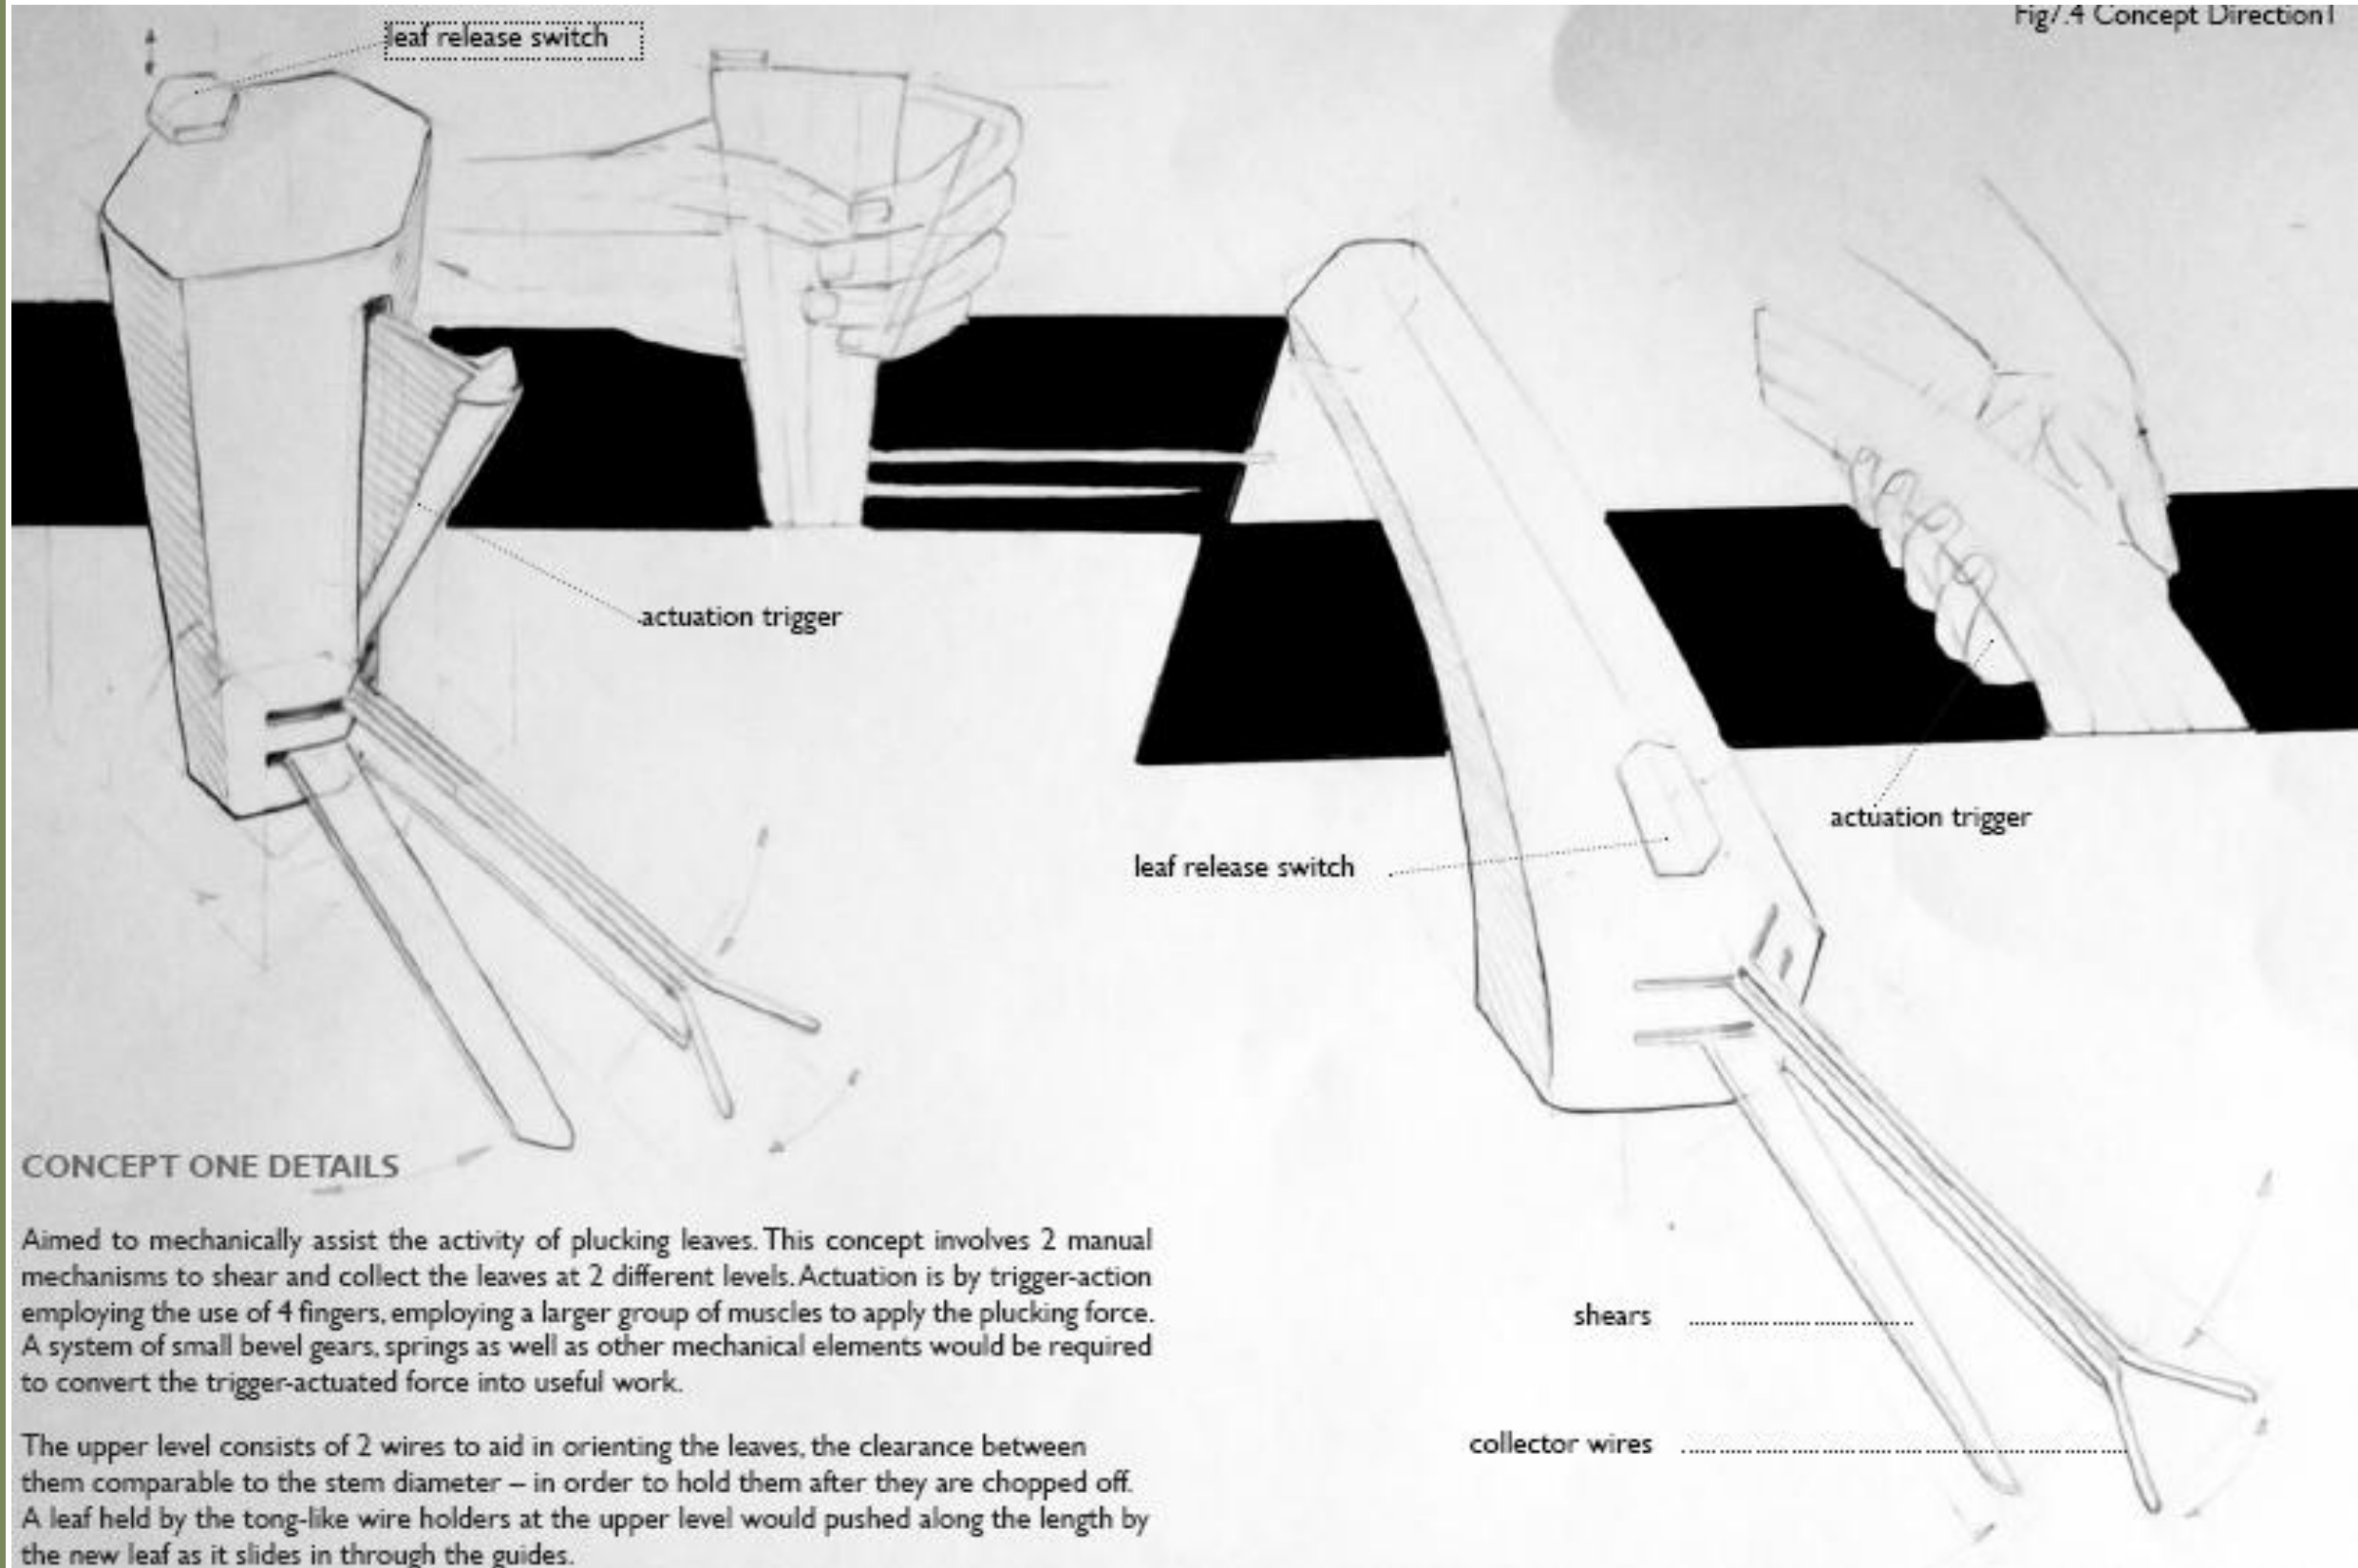 Fig7.4 Concept Direction1
leaf release switch
actuation trigger
actuation trigger
leaf release switch
shears
collector wires
CONCEPT ONE DETAILS
Aimed to mechanically assist the activity of plucking leaves. This concept involves 2 manual
mechanisms to shear and collect the leaves at 2 different levels. Actuation is by trigger-action
employing the use of 4 fingers, employing a larger group of muscles to apply the plucking force.
A system of small bevel gears, springs as well as other mechanical elements would be required
to convert the trigger-actuated force into useful work.
The upper level consists of 2 wires to aid in orienting the leaves, the clearance between
them comparable to the stem diameter – in order to hold them after they are chopped off.
A leaf held by the tong-like wire holders at the upper level would pushed along the length by
the new leaf as it slides in through the guides.